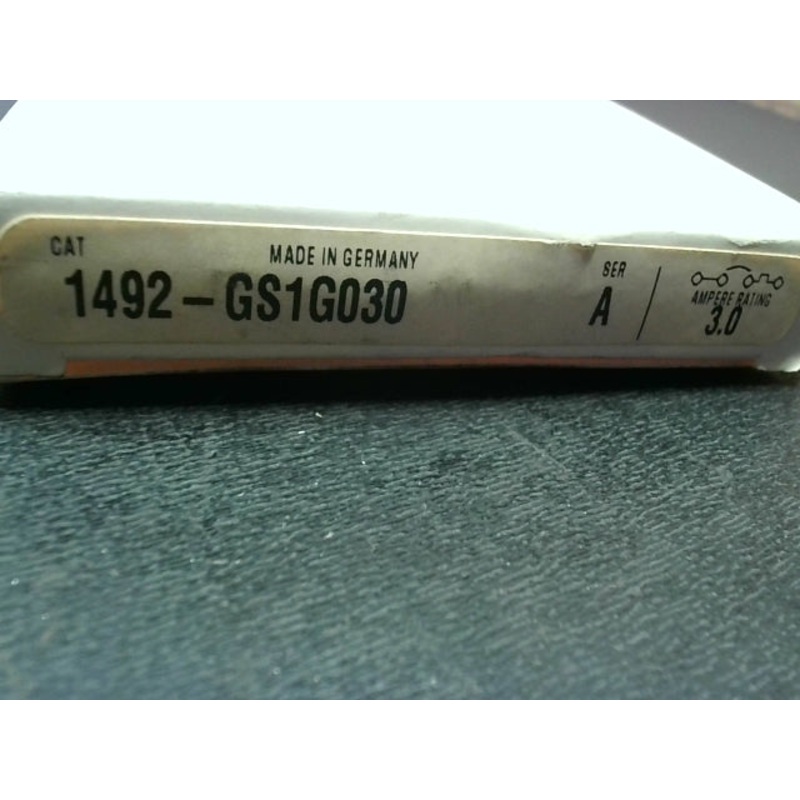 CAT MADE IN GERMANY SER
1492-GS1G030 A AMPERE RATING
3.0